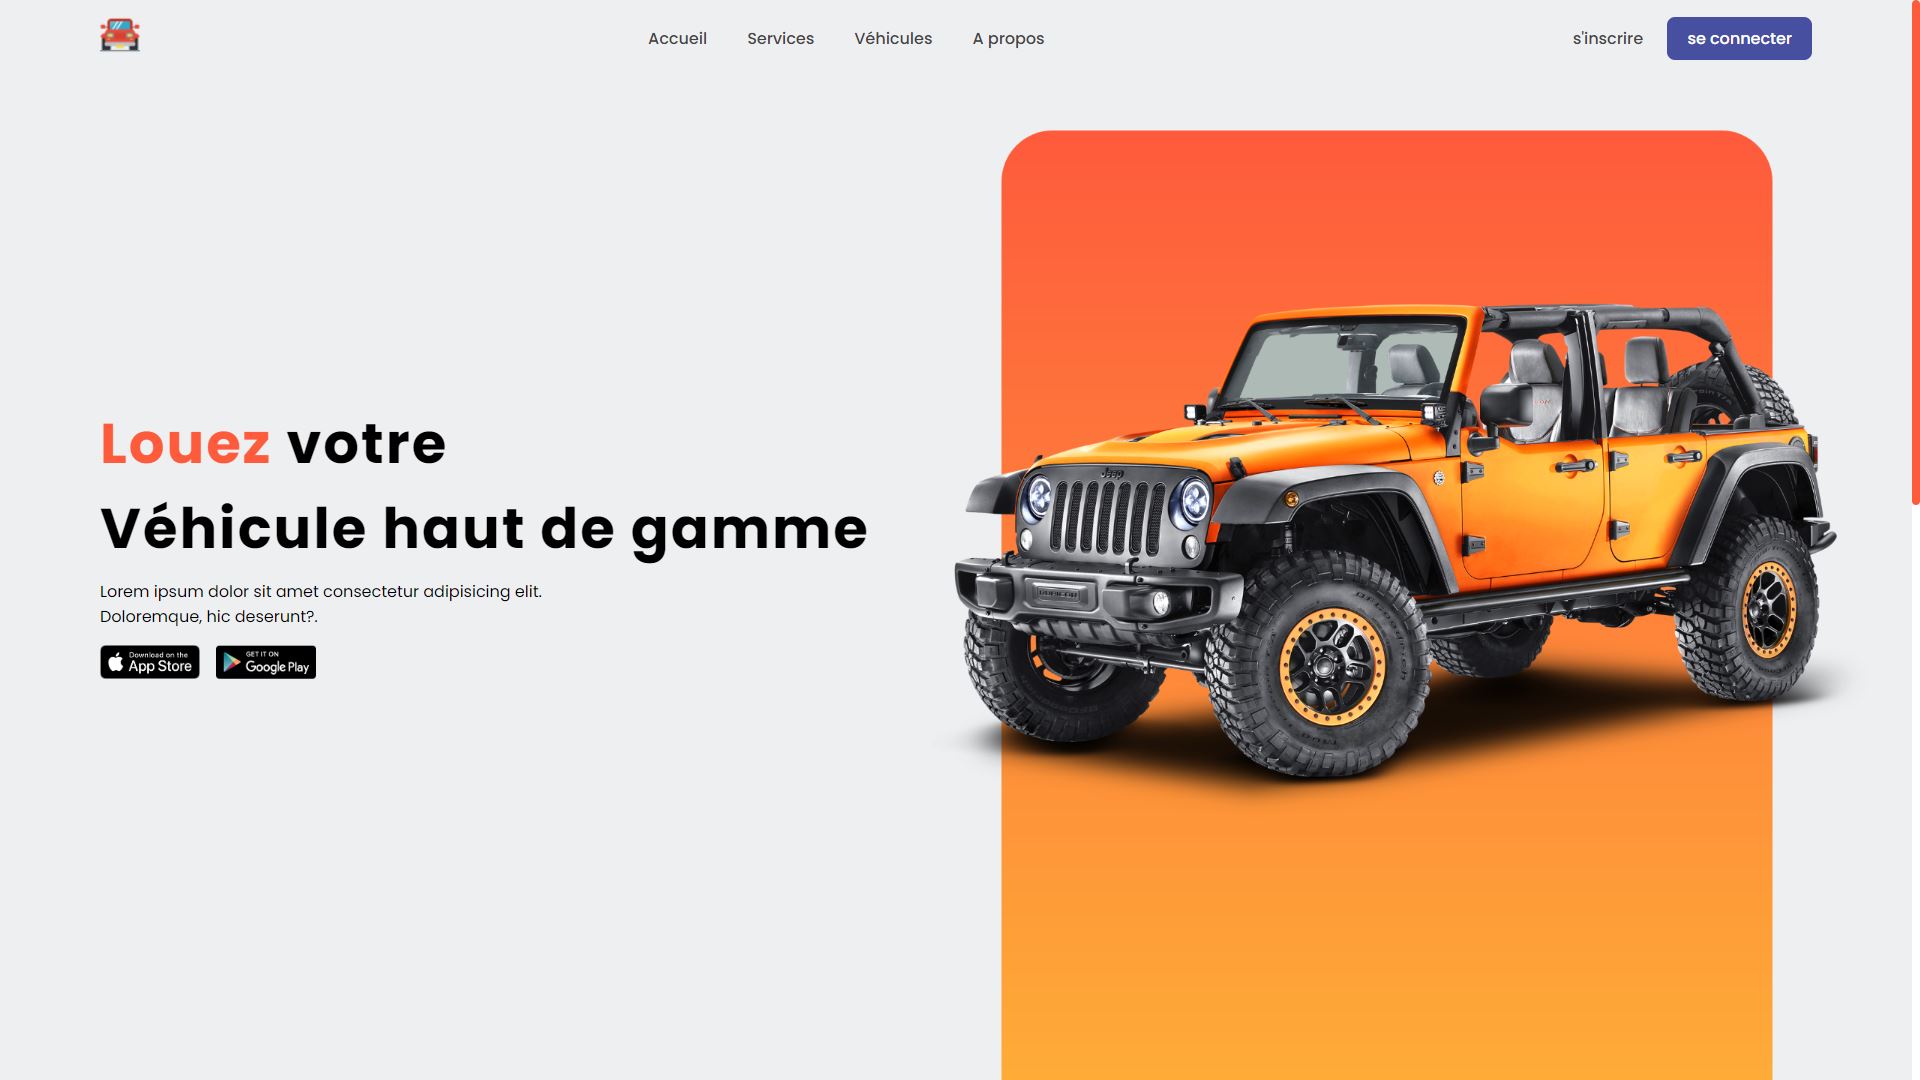 Accueil
Services
Véhicules
A propos
s'inscrire
se connecter
Louez votre
Véhicule haut de gamme
Lorem ipsum dolor sit amet consectetur adipisicing elit.
Doloremque, hic deserunt?.
Download on the
App Store
GET IT ON
Google Play
Jeep
RUBICON